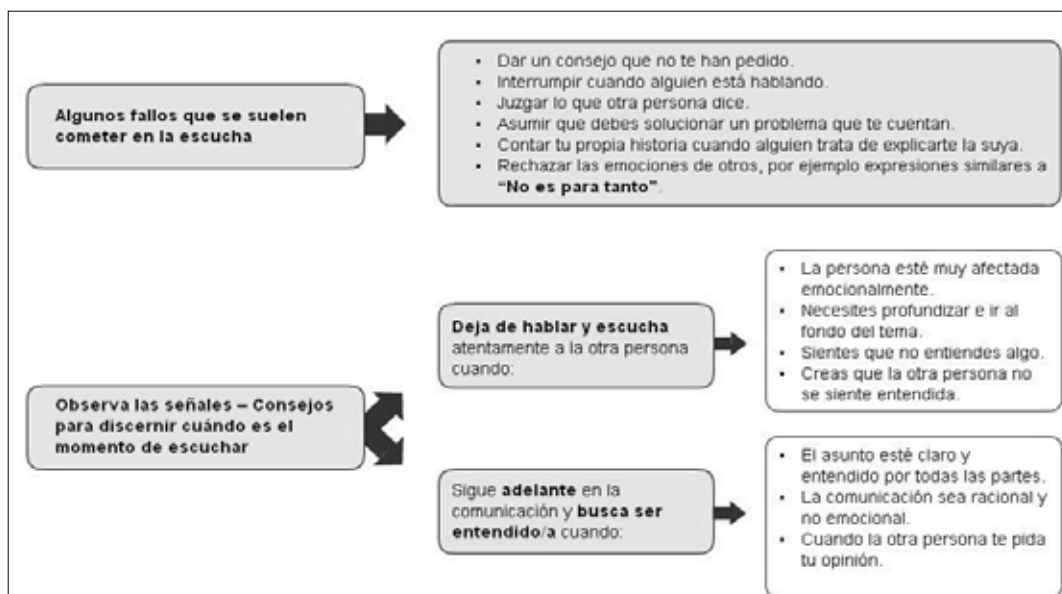 Algunos fallos que se suelen
cometer en la escucha
• Dar un consejo que no te han pedido.
• Interrumpir cuando alguien está hablando.
• Juzgar lo que otra persona dice.
• Asumir que debes solucionar un problema que te cuentan.
• Contar tu propia historia cuando alguien trata de explicarte la suya.
• Rechazar las emociones de otros, por ejemplo expresiones similares a
“No es para tanto”.
Observa las señales – Consejos
para discernir cuándo es el
momento de escuchar
Deja de hablar y escucha
atentamente a la otra persona
cuando:
• La persona esté muy afectada
emocionalmente.
• Necesites profundizar e ir al
fondo del tema.
• Sientes que no entiendes algo.
• Creas que la otra persona no
se siente entendida.
Sigue adelante en la
comunicación y busca ser
entendido/a cuando:
• El asunto esté claro y
entendido por todas las partes.
• La comunicación sea racional y
no emocional.
• Cuando la otra persona te pida
tu opinión.